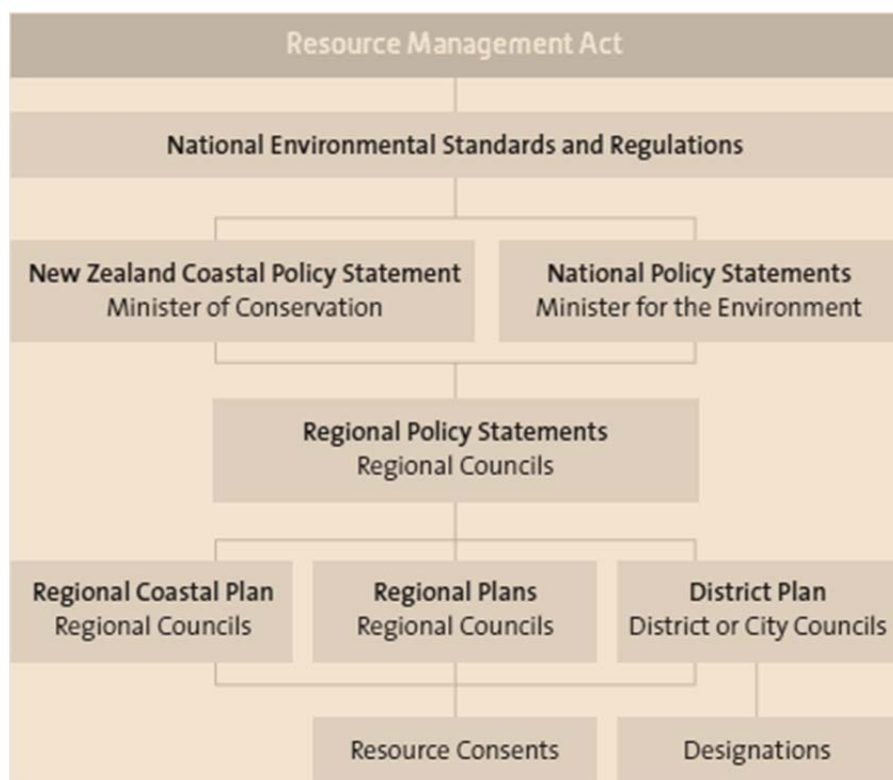 Resource Management Act
National Environmental Standards and Regulations
New Zealand Coastal Policy Statement
Minister of Conservation
National Policy Statements
Minister for the Environment
Regional Policy Statements
Regional Councils
Regional Coastal Plan
Regional Councils
Regional Plans
Regional Councils
District Plan
District or City Councils
Resource Consents
Designations